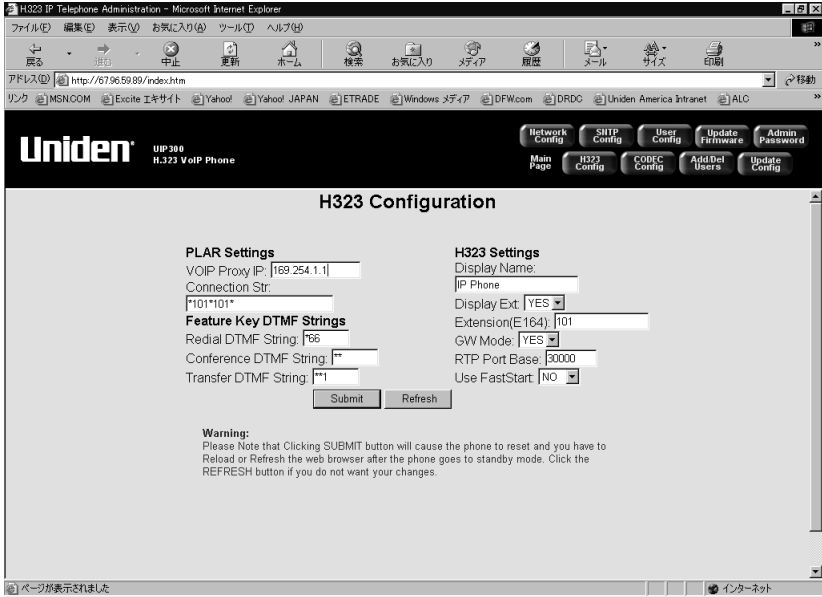 H.323 IP Telephone Administration - Microsoft Internet Explorer
ファイル(F) 編集(E) 表示(V) お気に入り(A) ツール(T) ヘルプ(H)
戻る 進む 中止 更新 ホーム 検索 お気に入り メディア 履歴 メール サイズ 印刷 »
アドレス(D) http://67.96.59.89/index.htm 移動
リンク MSN.COM Excite エキサイト Yahoo! Yahoo! JAPAN ETRADE Windows メディア DFW.com DRDC Uniden America Intranet ALC »
Uniden®
UIP300
H.323 VoIP Phone
Network Config SNTP Config User Config Update Firmware Admin Password
Main Page H323 Config CODEC Config Add/Del Users Update Config
H323 Configuration
PLAR Settings
VOIP Proxy IP: 169.254.1.1
Connection Str:
*101*101*
Feature Key DTMF Strings
Redial DTMF String: *66
Conference DTMF String: **
Transfer DTMF String: **1
H323 Settings
Display Name:
IP Phone
Display Ext: YES
Extension(E164): 101
GW Mode: YES
RTP Port Base: 30000
Use FastStart: NO
Submit Refresh
Warning:
Please Note that Clicking SUBMIT button will cause the phone to reset and you have to
Reload or Refresh the web browser after the phone goes to standby mode. Click the
REFRESH button if you do not want your changes.
ページが表示されました インターネット